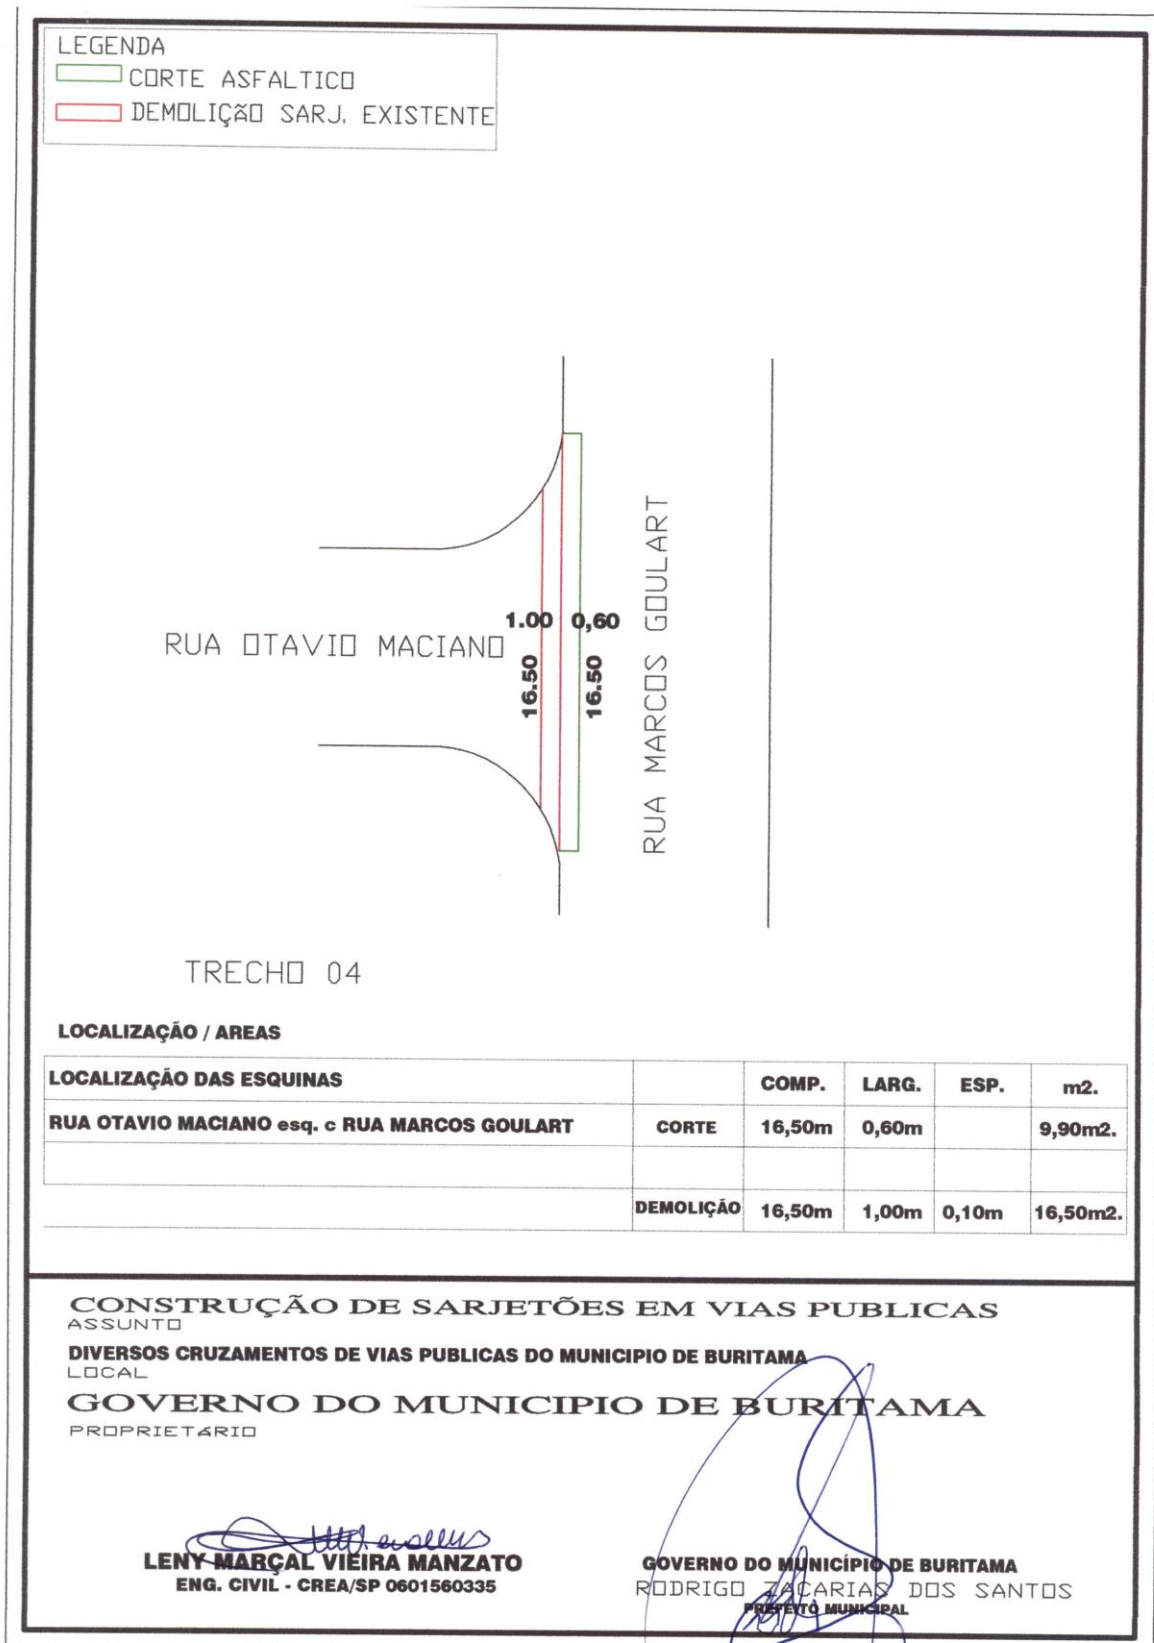 LEGENDA
CORTE ASFALTICO
DEMOLIÇÃO SARJ. EXISTENTE
RUA OTAVIO MACIANO
1.00 0,60
16.50 16.50
RUA MARCOS GOULART
TRECHO 04
LOCALIZAÇÃO / AREAS
LOCALIZAÇÃO DAS ESQUINAS COMP. LARG. ESP. m2.
RUA OTAVIO MACIANO esq. c RUA MARCOS GOULART CORTE 16,50m 0,60m 9,90m2.
DEMOLIÇÃO 16,50m 1,00m 0,10m 16,50m2.
CONSTRUÇÃO DE SARJETÕES EM VIAS PUBLICAS
ASSUNTO
DIVERSOS CRUZAMENTOS DE VIAS PUBLICAS DO MUNICIPIO DE BURITAMA
LOCAL
GOVERNO DO MUNICIPIO DE BURITAMA
PROPRIETÁRIO
LENY MARÇAL VIEIRA MANZATO
ENG. CIVIL - CREA/SP 0601560335
GOVERNO DO MUNICÍPIO DE BURITAMA
RODRIGO ZACARIAS DOS SANTOS
PREFEITO MUNICIPAL